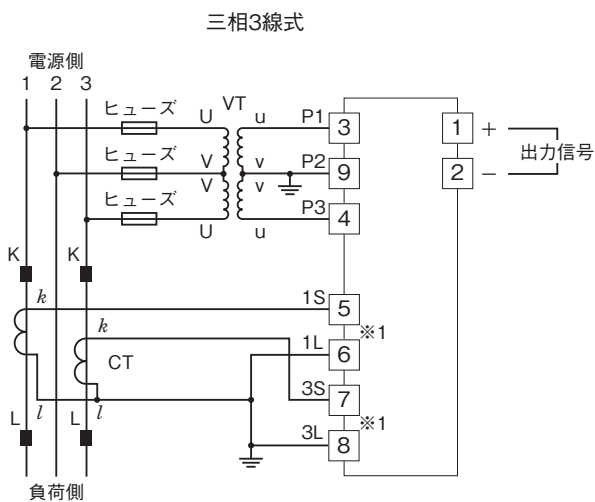 三相3線式
電源側
1 2 3
ヒューズ U VT u P1 3 1 +
出力信号
ヒューズ V v P2 9 2 −
ヒューズ V v
U u P3 4
K K
k 1S 5
※1
k 1L 6
CT
3S 7
※1
L l L l
3L 8
負荷側